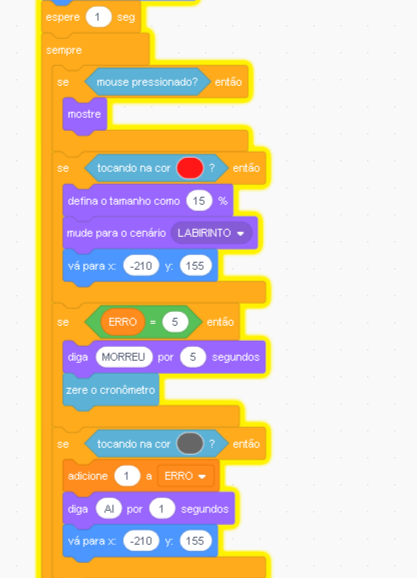 espere 1 seg
sempre
se mouse pressionado? então
mostre
se tocando na cor ? então
defina o tamanho como 15 %
mude para o cenário LABIRINTO
vá para x: -210 y: 155
se ERRO = 5 então
diga MORREU por 5 segundos
zere o cronômetro
se tocando na cor ? então
adicione 1 a ERRO
diga AI por 1 segundos
vá para x: -210 y: 155